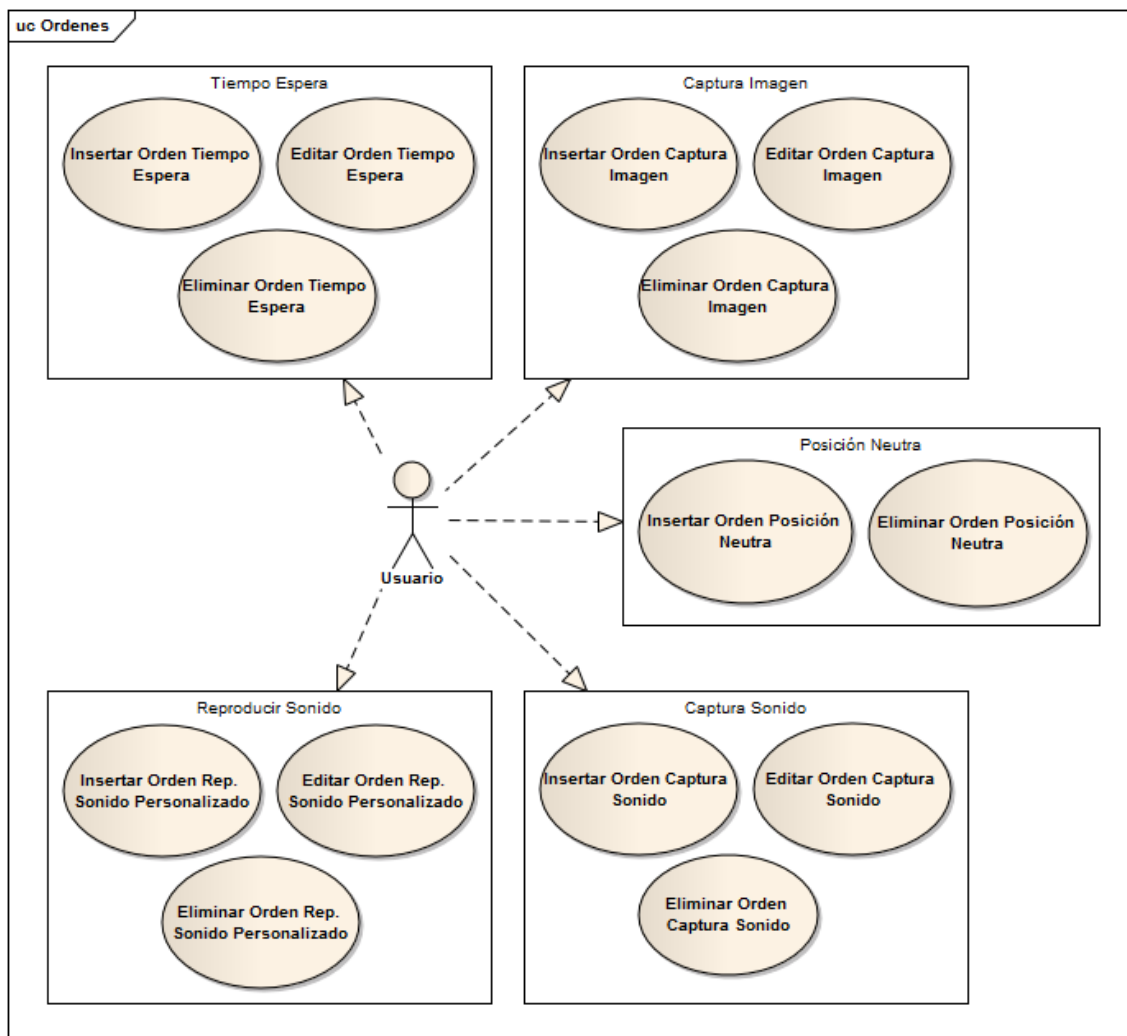 uc Ordenes
Tiempo Espera
Insertar Orden Tiempo
Espera
Editar Orden Tiempo
Espera
Eliminar Orden Tiempo
Espera
Captura Imagen
Insertar Orden Captura
Imagen
Editar Orden Captura
Imagen
Eliminar Orden Captura
Imagen
Posición Neutra
Insertar Orden Posición
Neutra
Eliminar Orden Posición
Neutra
Usuario
Reproducir Sonido
Insertar Orden Rep.
Sonido Personalizado
Editar Orden Rep.
Sonido Personalizado
Eliminar Orden Rep.
Sonido Personalizado
Captura Sonido
Insertar Orden Captura
Sonido
Editar Orden Captura
Sonido
Eliminar Orden
Captura Sonido